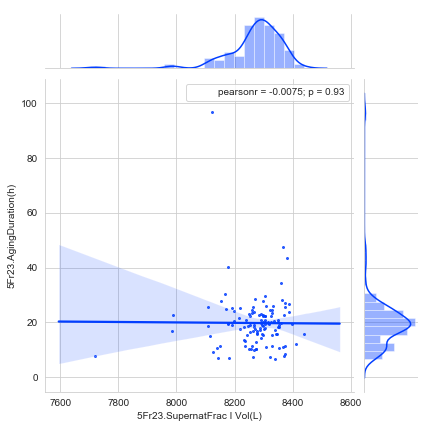 pearsonr = -0.0075; p = 0.93
100
80
60
40
20
0
5Fr23.AgingDuration(h)
7600 7800 8000 8200 8400 8600
5Fr23.SupernatFrac I Vol(L)